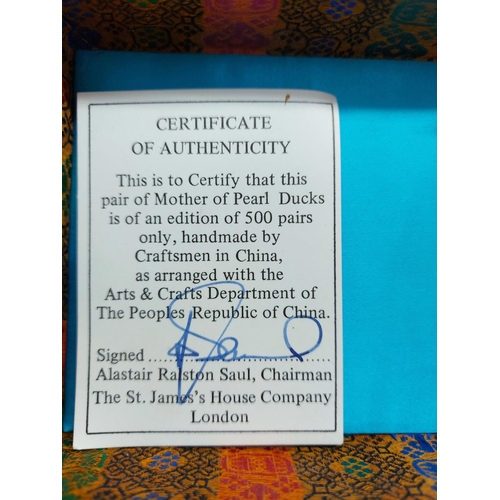 CERTIFICATE
OF AUTHENTICITY
This is to Certify that this
pair of Mother of Pearl Ducks
is of an edition of 500 pairs
only, handmade by
Craftsmen in China,
as arranged with the
Arts & Crafts Department of
The Peoples Republic of China.
Signed
Alastair Ralston Saul, Chairman
The St. James's House Company
London